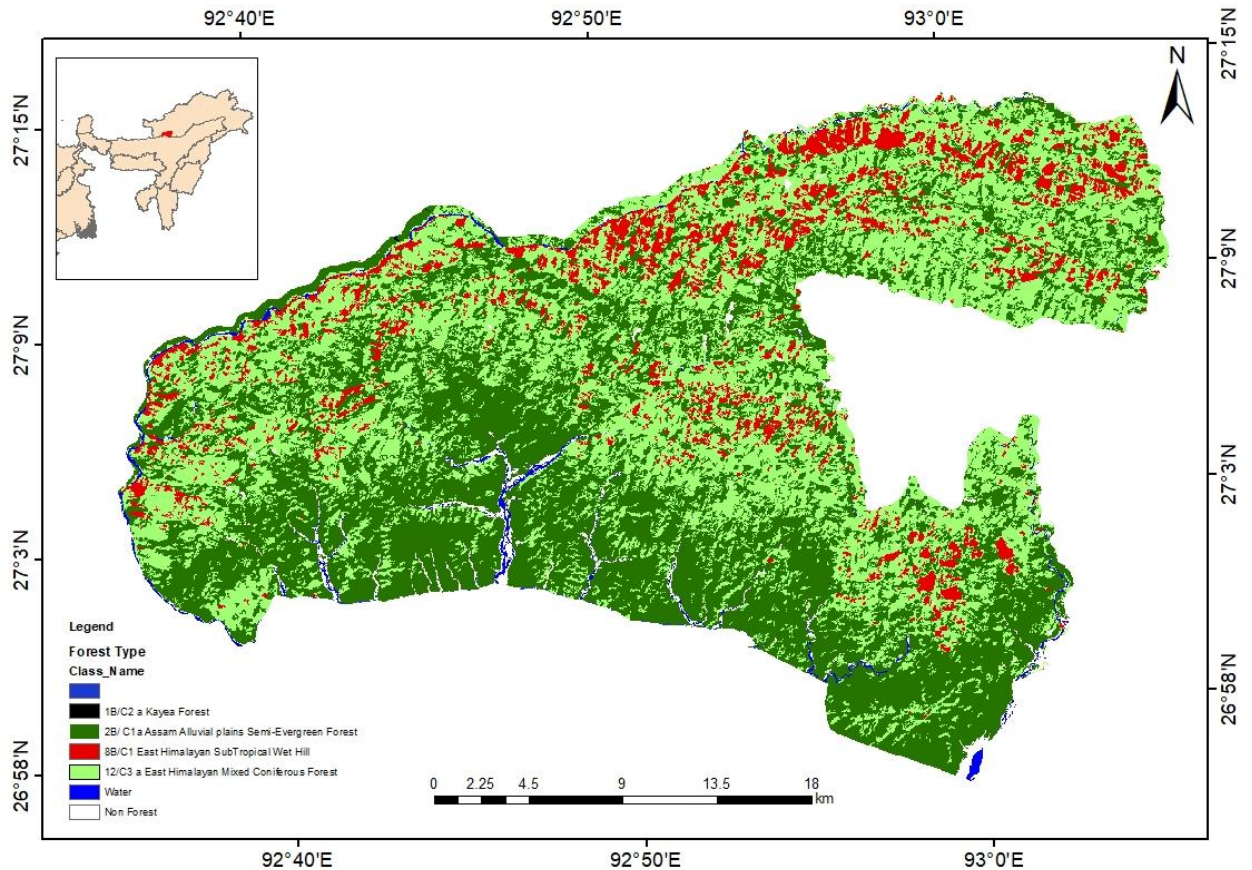 92°40'E 92°50'E 93°0'E
27°15'N
N
27°15'N
27°9'N
27°9'N
27°3'N
27°3'N
26°58'N
26°58'N
Legend
Forest Type
Class_Name
1B/C2 a Kayea Forest
2B/ C1a Assam Alluvial plains Semi-Evergreen Forest
8B/C1 East Himalayan SubTropical Wet Hill
12/C3 a East Himalayan Mixed Coniferous Forest
Water
Non Forest
0 2.25 4.5 9 13.5 18
km
92°40'E 92°50'E 93°0'E